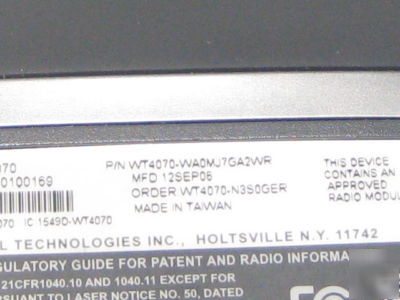 070 P/N WT4070-WA0MJ7GA2WR THIS DEVICE
0100169 MFD 12SEP06 CONTAINS AN
ORDER WT4070-N3S0GER APPROVED
MADE IN TAIWAN RADIO MODUL
070 IC 1549D-WT4070
L TECHNOLOGIES INC., HOLTSVILLE N.Y. 11742
GULATORY GUIDE FOR PATENT AND RADIO INFORMA
21CFR1040.10 AND 1040.11 EXCEPT FOR
PURSUANT TO LASER NOTICE NO. 50, DATED